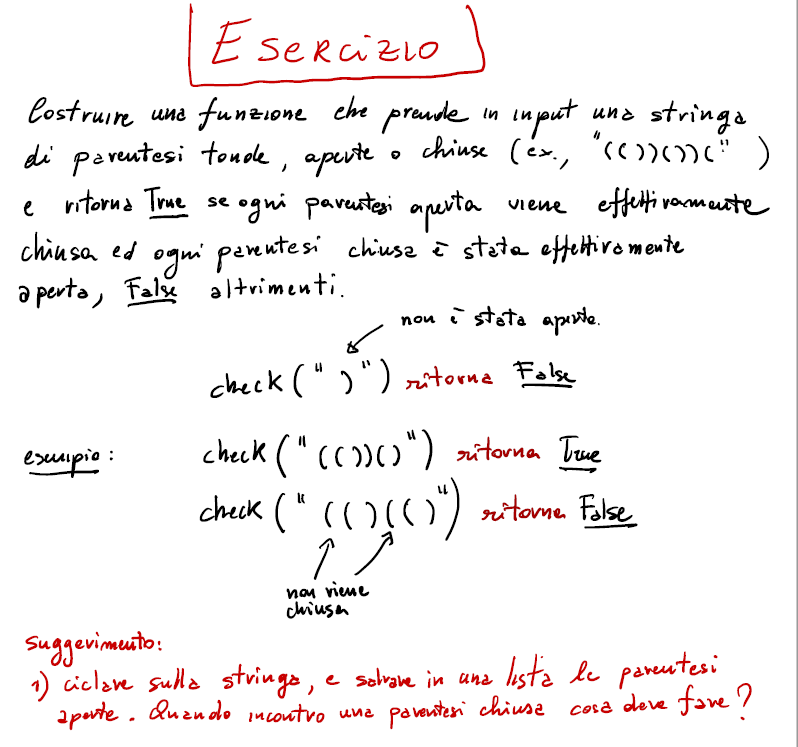 Esercizio
Costruire una funzione che prende in input una stringa
di parentesi tonde, aperte o chiuse (ex., "(())())(" )
e ritorna True se ogni parentesi aperta viene effettivamente
chiusa ed ogni parentesi chiusa è stata effettivamente
aperta, False altrimenti.
non è stata aperta.
check(")") ritorna False
esempio: check("(())()") ritorna True
check("(()(()") ritorna False
non viene
chiusa
Suggerimento:
1) ciclare sulla stringa, e salvare in una lista le parentesi
aperte. Quando incontro una parentesi chiusa cosa devo fare?